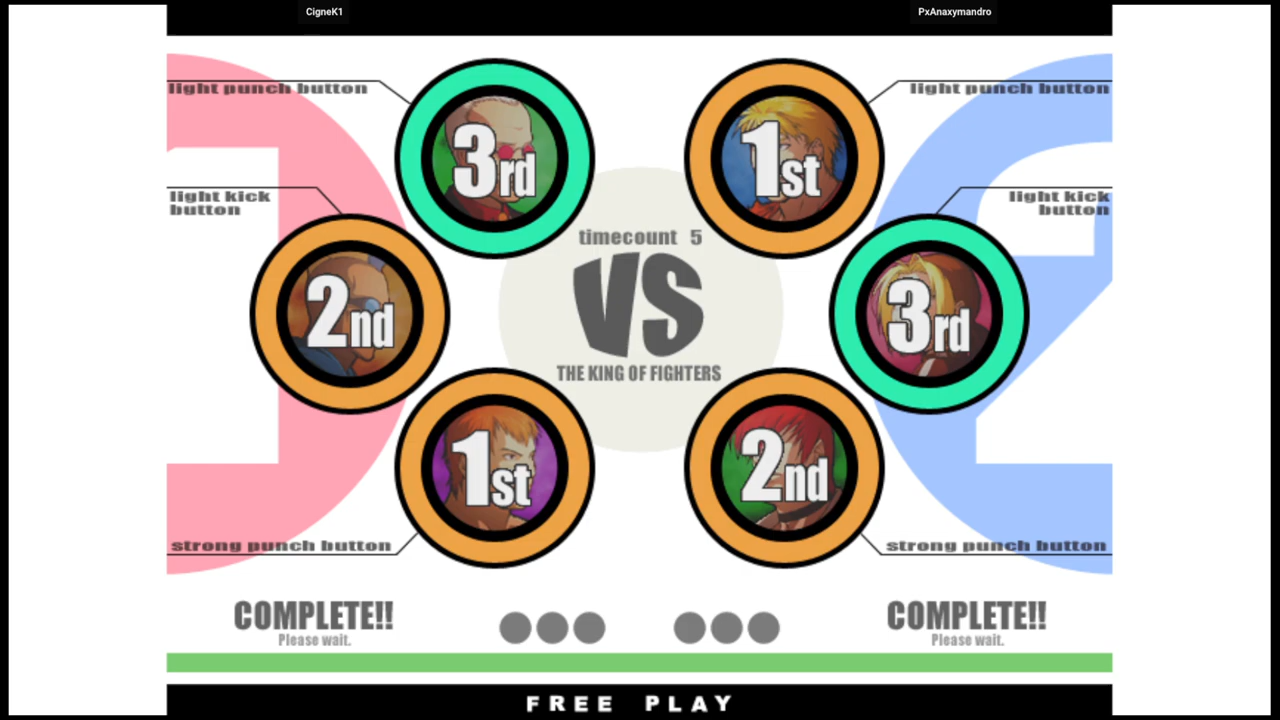 CigneK1
PxAnaxymandro
light punch button
light punch button
3rd
1st
light kick
button
light kick
button
timecount 5
VS
THE KING OF FIGHTERS
2nd
3rd
1st
2nd
strong punch button
strong punch button
COMPLETE!!
Please wait.
COMPLETE!!
Please wait.
FREE PLAY